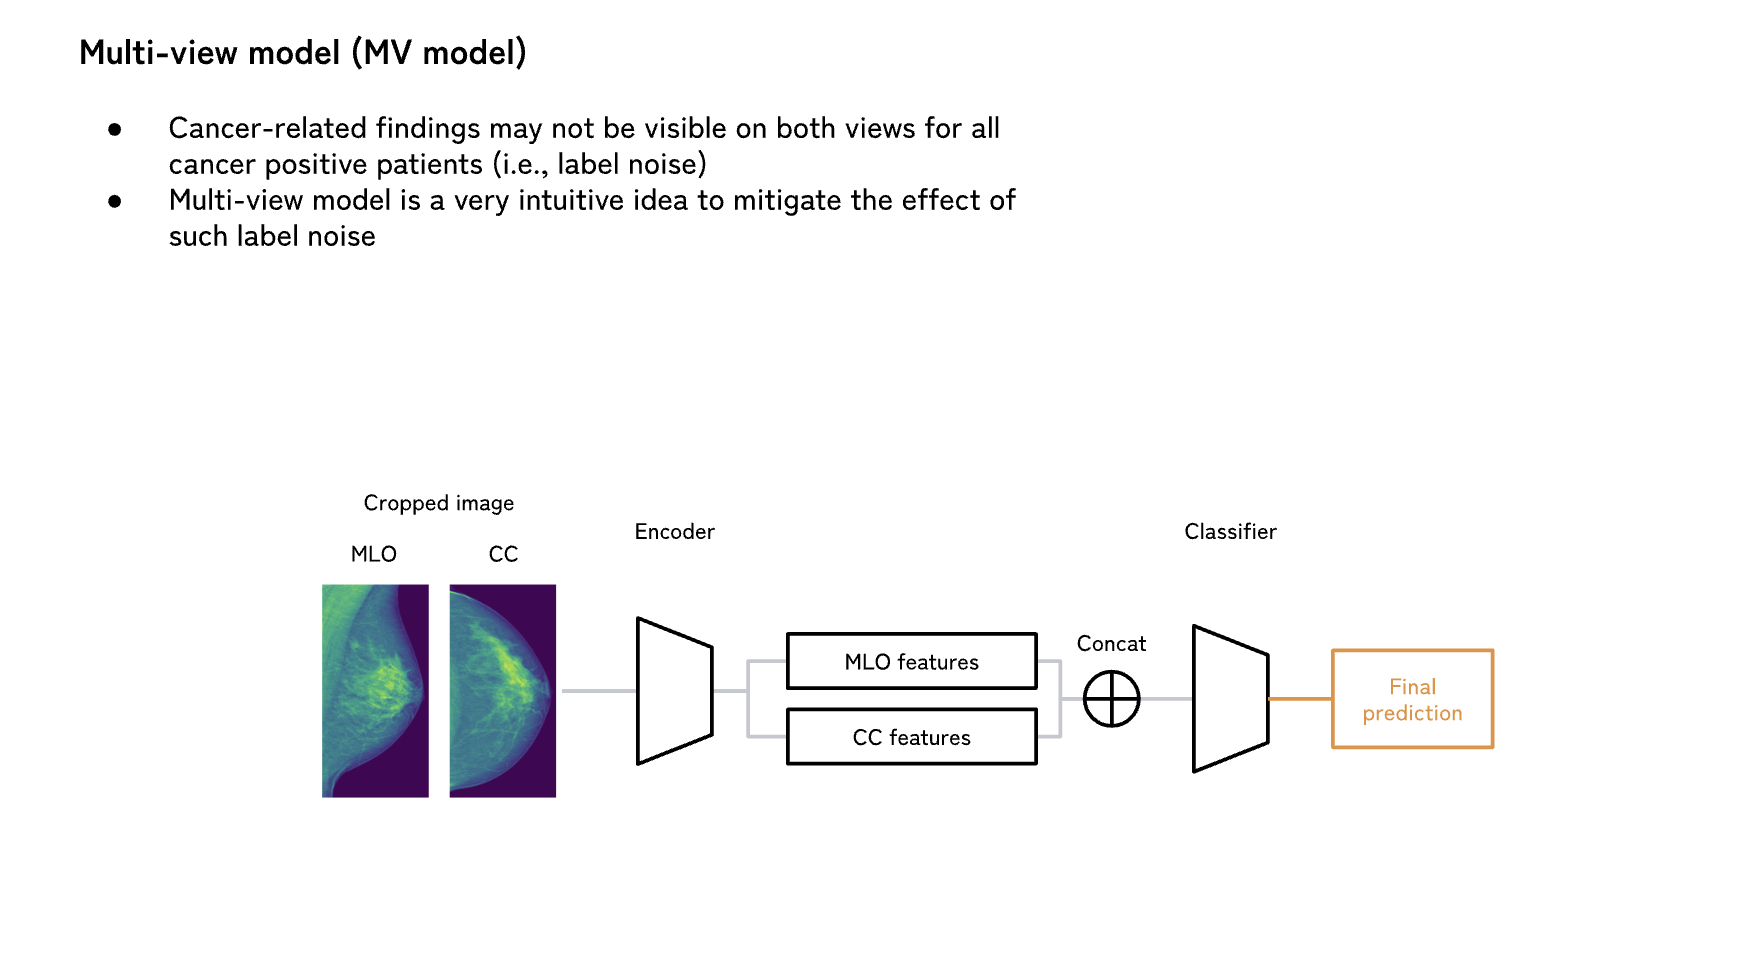 Multi-view model (MV model)
● Cancer-related findings may not be visible on both views for all
cancer positive patients (i.e., label noise)
● Multi-view model is a very intuitive idea to mitigate the effect of
such label noise
Cropped image
MLO
CC
Encoder
MLO features
CC features
Concat
Classifier
Final
prediction